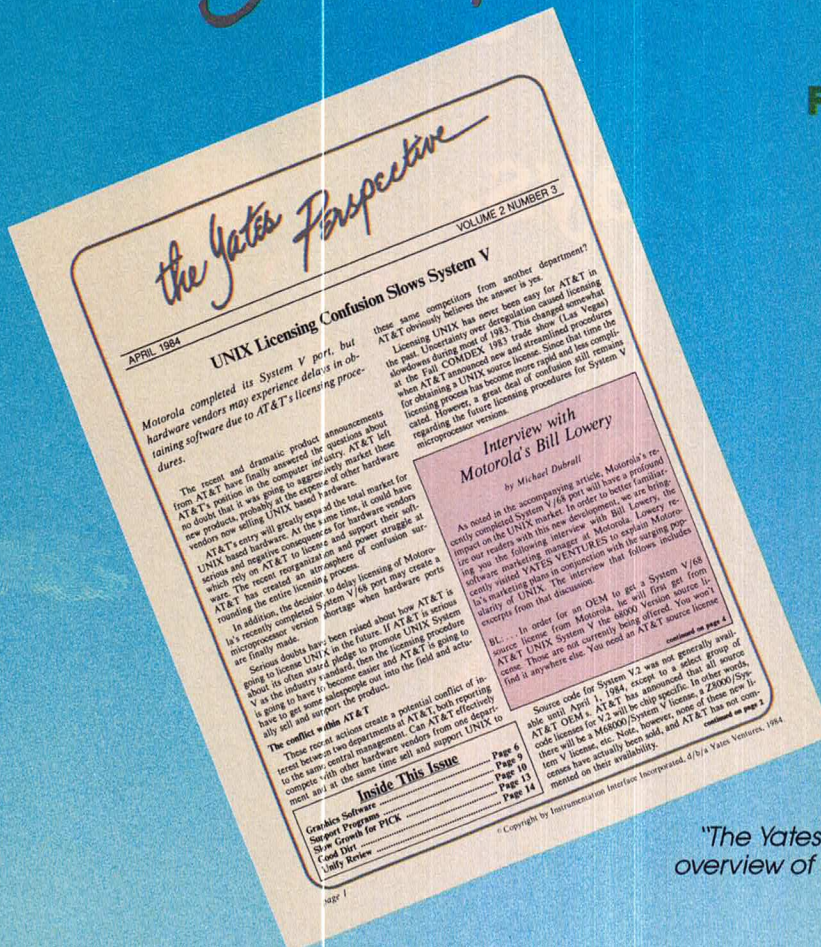 the Yates Perspective
APRIL 1984
VOLUME 2 NUMBER 3
UNIX Licensing Confusion Slows System V
Motorola completed its System V port, but
hardware vendors may experience delays in ob-
taining software due to AT&T's licensing proce-
dures.
The recent and dramatic product announcements
from AT&T have finally answered the questions about
AT&T's position in the computer industry. AT&T left
no doubt that it was going to aggressively market these
new products, probably at the expense of other hardware
vendors now selling UNIX based hardware.
AT&T's entry will greatly expand the total market for
UNIX based hardware. At the same time, it could have
serious and negative consequences for hardware vendors
which rely on AT&T to license and support their soft-
ware. The recent reorganization and power struggle at
AT&T has created an atmosphere of confusion sur-
rounding the entire licensing process.
In addition, the decision to delay licensing of Motoro-
la's recently completed System V/68 port may create a
microprocessor version shortage when hardware ports
are finally made.
Serious doubts have been raised about how AT&T is
going to license UNIX in the future. If AT&T is serious
about its often stated pledge to promote UNIX System
V as the industry standard, then the licensing procedure
is going to have to become easier and AT&T is going to
have to get some salespeople out into the field and actu-
ally sell and support the product.
The conflict within AT&T
These recent actions create a potential conflict of in-
terest between two departments at AT&T, both reporting
to the same central management. Can AT&T effectively
compete with other hardware vendors from one depart-
ment and at the same time sell and support UNIX to
Inside This Issue
Graphics Software Page 6
Support Programs Page 9
Slow Growth for PICK Page 10
Good Dirt Page 13
Unify Review Page 14
these same competitors from another department?
AT&T obviously believes the answer is yes.
Licensing UNIX has never been easy for AT&T in
the past. Uncertainty over deregulation caused licensing
slowdowns during most of 1983. This changed somewhat
at the Fall COMDEX 1983 trade show (Las Vegas)
when AT&T announced new and streamlined procedures
for obtaining a UNIX source license. Since that time the
licensing process has become more rapid and less compli-
cated. However, a great deal of confusion still remains
regarding the future licensing procedures for System V
microprocessor versions.
Interview with
Motorola's Bill Lowery
by Michael Dubrall
As noted in the accompanying article, Motorola's re-
cently completed System V/68 port will have a profound
impact on the UNIX market. In order to better familiar-
ize our readers with this new development, we are bring-
ing you the following interview with Bill Lowery, the
software marketing manager at Motorola. Lowery re-
cently visited YATES VENTURES to explain Motoro-
la's marketing plans in conjunction with the surging pop-
ularity of UNIX. The interview that follows includes
excerpts from that discussion.
BL: . . . In order for an OEM to get a System V/68
source license from Motorola, he will first get from
AT&T UNIX System V the 68000 Version source li-
cense. Those are not currently being offered. You won't
find it anywhere else. You need an AT&T source license
continued on page 4
Source code for System V.2 was not generally avail-
able until April 1, 1984, except to a select group of
AT&T OEMs. AT&T has announced that all source
code licenses for V.2 will be chip specific. In other words,
there will be a M68000/System V license, a Z8000/Sys-
tem V license, etc. Note, however, none of these new li-
censes have actually been sold, and AT&T has not com-
mented on their availability.
continued on page 2
© Copyright by Instrumentation Interface Incorporated, d/b/a Yates Ventures, 1984.
page 1
"The Yates
overview of